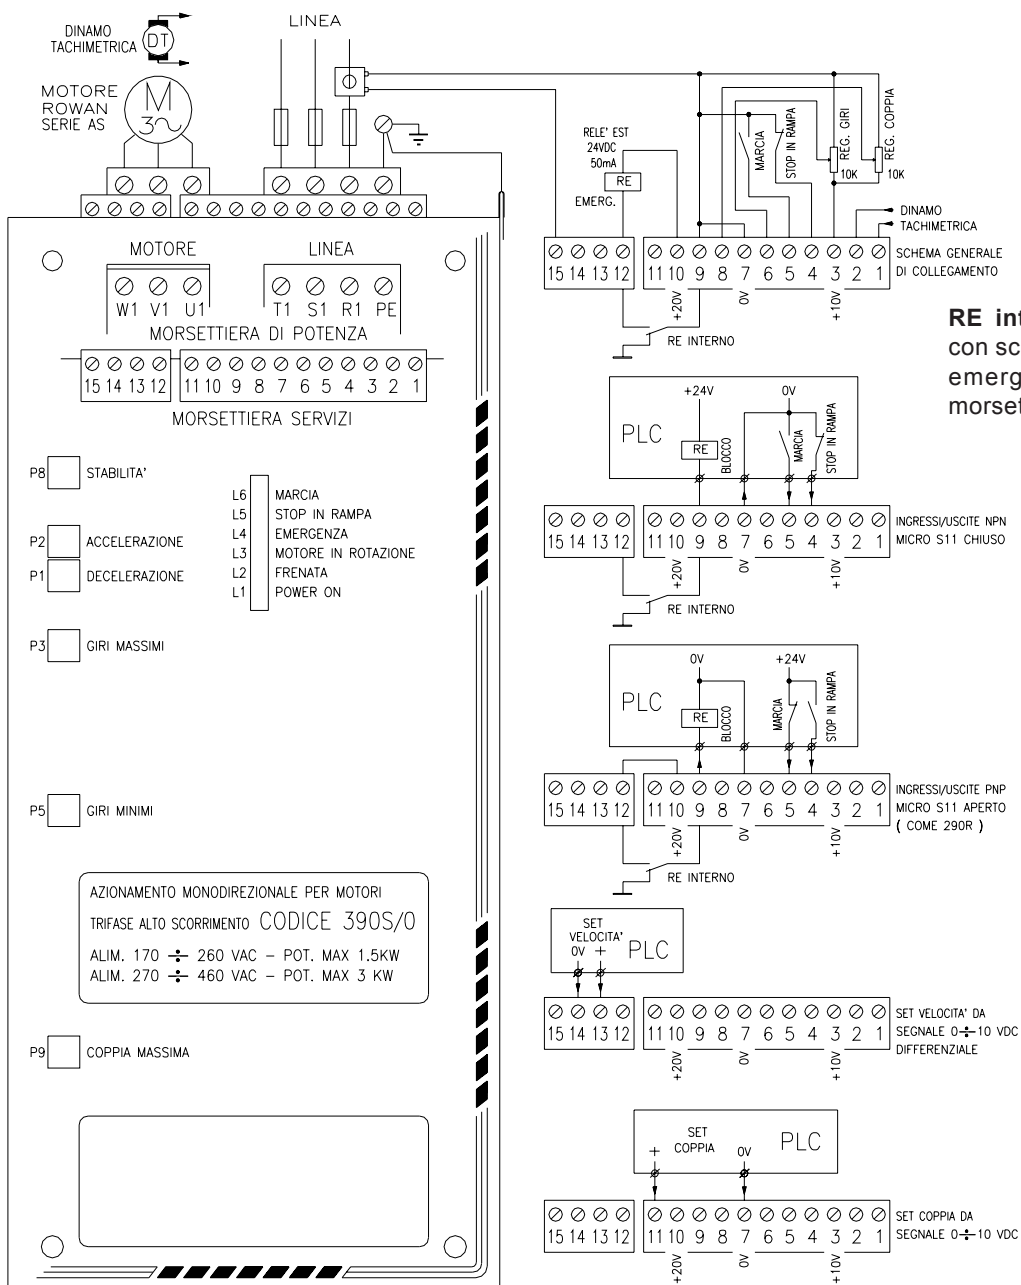 DINAMO
TACHIMETRICA
DT
LINEA
MOTORE
ROWAN
SERIE AS
M
3
MOTORE
LINEA
W1 V1 U1
T1 S1 R1 PE
MORSETTIERA DI POTENZA
15 14 13 12 11 10 9 8 7 6 5 4 3 2 1
MORSETTIERA SERVIZI
P8 STABILITA'
P2 ACCELERAZIONE
P1 DECELERAZIONE
P3 GIRI MASSIMI
P5 GIRI MINIMI
P9 COPPIA MASSIMA
L6 MARCIA
L5 STOP IN RAMPA
L4 EMERGENZA
L3 MOTORE IN ROTAZIONE
L2 FRENATA
L1 POWER ON
AZIONAMENTO MONODIREZIONALE PER MOTORI
TRIFASE ALTO SCORRIMENTO CODICE 390S/0
ALIM. 170 ÷ 260 VAC – POT. MAX 1.5KW
ALIM. 270 ÷ 460 VAC – POT. MAX 3 KW
RELE' EST
24VDC
50mA
RE
EMERG.
MARCIA
STOP IN RAMPA
REG. GIRI
10K
REG. COPPIA
10K
DINAMO
TACHIMETRICA
15 14 13 12 11 10 9 8 7 6 5 4 3 2 1
+20V
0V
+10V
SCHEMA GENERALE
DI COLLEGAMENTO
RE INTERNO
RE int
con sc
emerg
morset
+24V
0V
PLC
RE
BLOCCO
MARCIA
STOP IN RAMPA
15 14 13 12 11 10 9 8 7 6 5 4 3 2 1
+20V
0V
+10V
INGRESSI/USCITE NPN
MICRO S11 CHIUSO
RE INTERNO
0V
+24V
PLC
RE
BLOCCO
MARCIA
STOP IN RAMPA
15 14 13 12 11 10 9 8 7 6 5 4 3 2 1
+20V
0V
+10V
INGRESSI/USCITE PNP
MICRO S11 APERTO
( COME 290R )
RE INTERNO
SET
VELOCITA'
0V +
PLC
15 14 13 12 11 10 9 8 7 6 5 4 3 2 1
+20V
0V
+10V
SET VELOCITA' DA
SEGNALE 0÷10 VDC
DIFFERENZIALE
SET
COPPIA
+
0V
PLC
15 14 13 12 11 10 9 8 7 6 5 4 3 2 1
+20V
0V
+10V
SET COPPIA DA
SEGNALE 0÷10 VDC